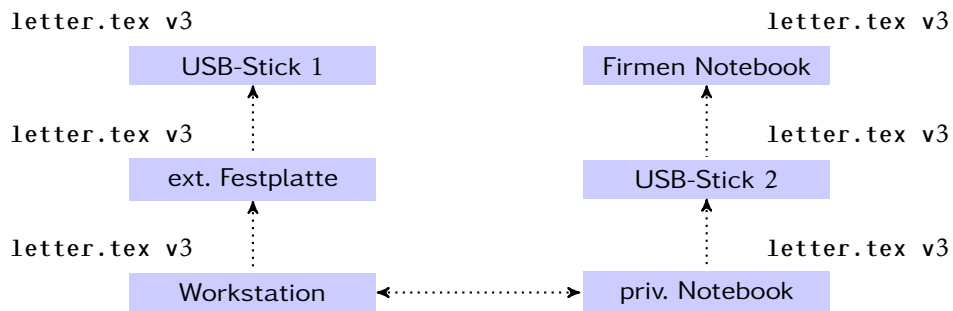 letter.tex v3
letter.tex v3
USB-Stick 1
Firmen Notebook
letter.tex v3
letter.tex v3
ext. Festplatte
USB-Stick 2
letter.tex v3
letter.tex v3
Workstation
priv. Notebook